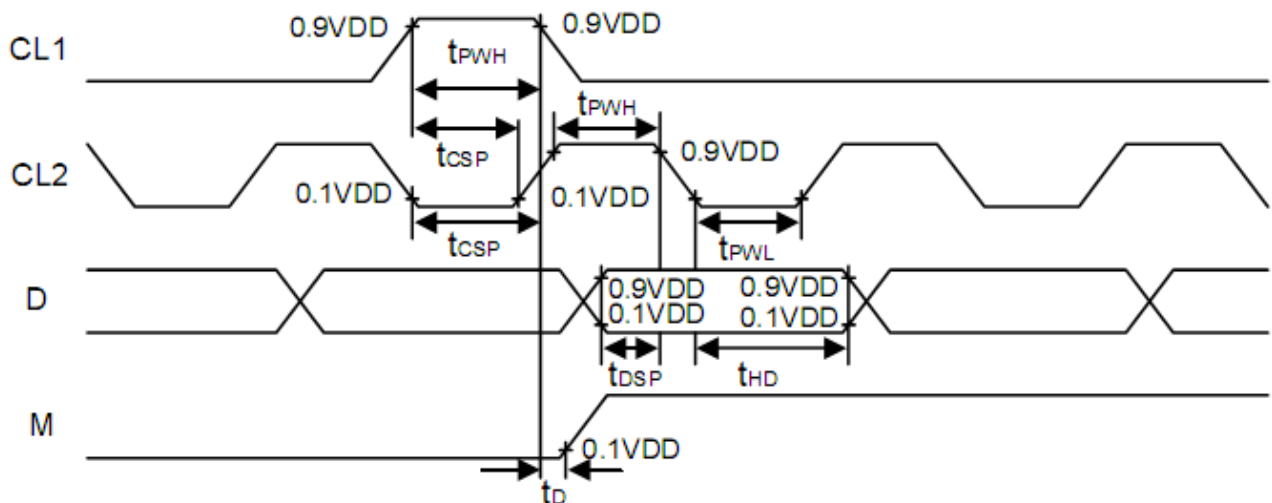 CL1
0.9VDD
0.9VDD
tPWH
tPWH
tCSP
CL2
0.9VDD
0.1VDD
0.1VDD
tCSP
tPWL
D
0.9VDD
0.9VDD
0.1VDD
0.1VDD
tDSP
tHD
M
0.1VDD
tD